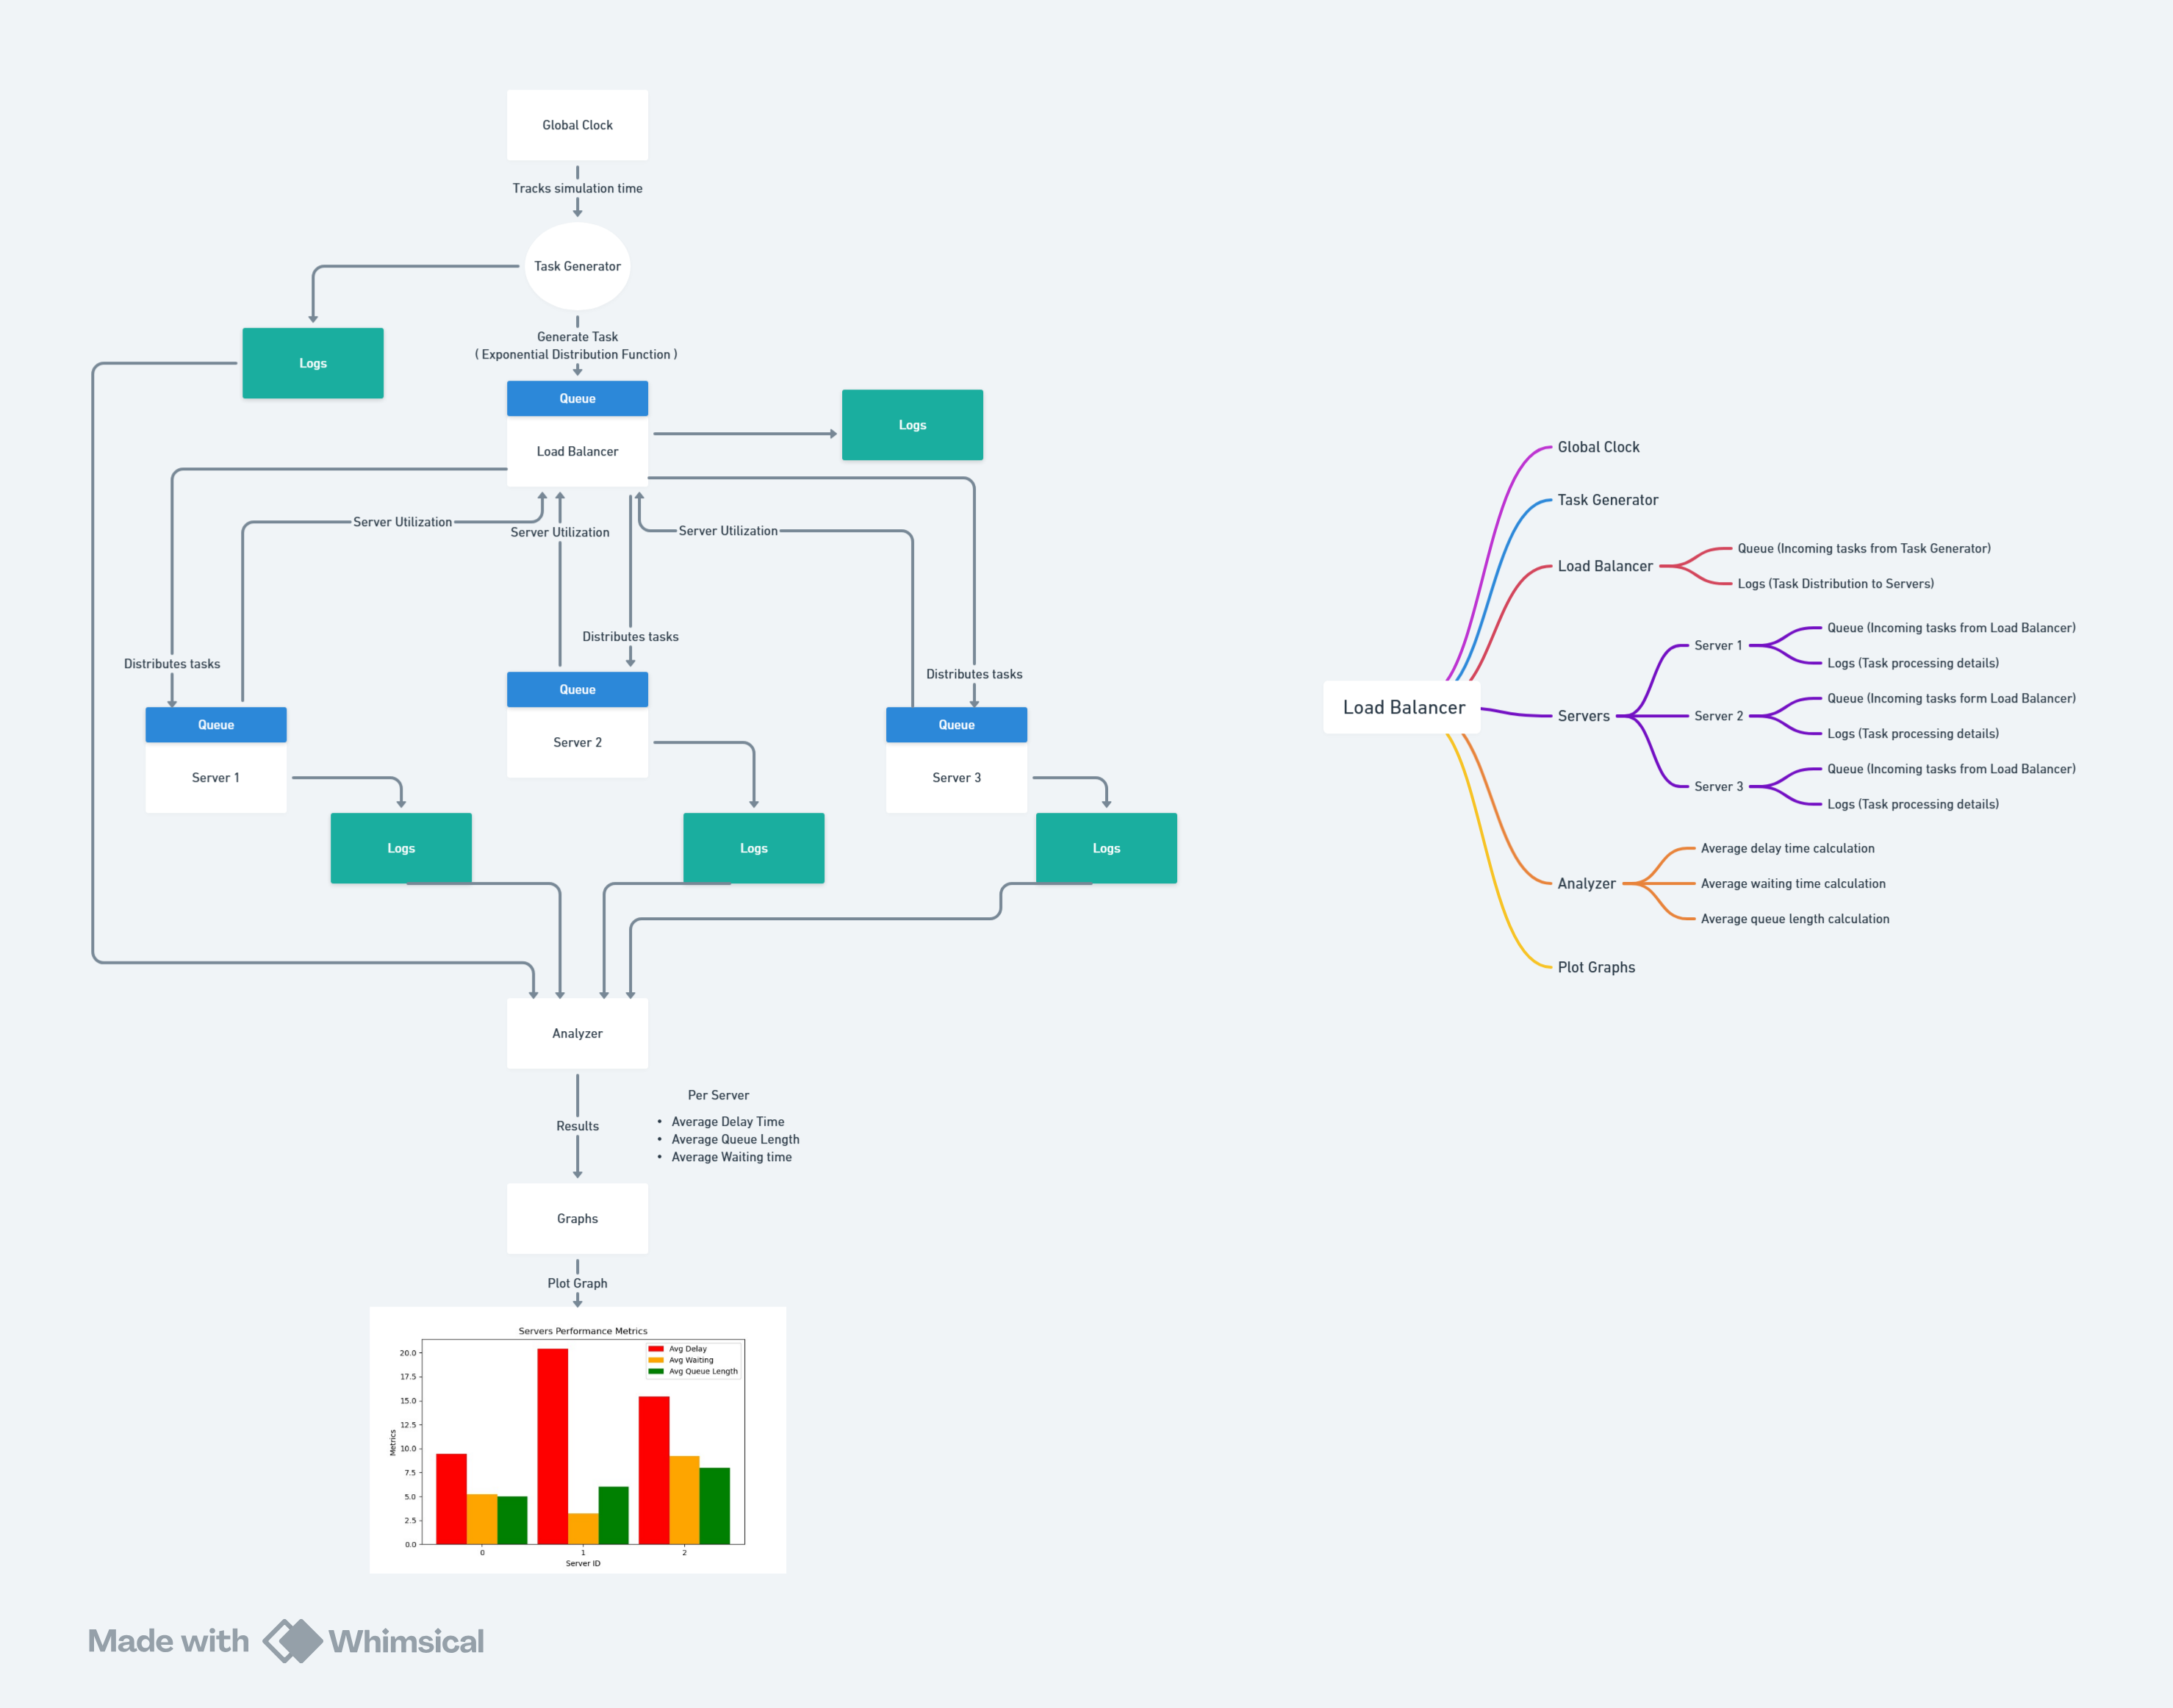 Global Clock
Tracks simulation time
Task Generator
Logs
Generate Task
( Exponential Distribution Function )
Queue
Load Balancer
Logs
Server Utilization
Server Utilization
Server Utilization
Distributes tasks
Distributes tasks
Distributes tasks
Queue
Server 1
Queue
Server 2
Queue
Server 3
Logs
Logs
Logs
Analyzer
Results
Per Server
• Average Delay Time
• Average Queue Length
• Average Waiting time
Graphs
Plot Graph
Servers Performance Metrics
Avg Delay
Avg Waiting
Avg Queue Length
Metrics
20.0
17.5
15.0
12.5
10.0
7.5
5.0
2.5
0.0
0 1 2
Server ID
Load Balancer
Global Clock
Task Generator
Load Balancer
Queue (Incoming tasks from Task Generator)
Logs (Task Distribution to Servers)
Servers
Server 1
Queue (Incoming tasks from Load Balancer)
Logs (Task processing details)
Server 2
Queue (Incoming tasks form Load Balancer)
Logs (Task processing details)
Server 3
Queue (Incoming tasks from Load Balancer)
Logs (Task processing details)
Analyzer
Average delay time calculation
Average waiting time calculation
Average queue length calculation
Plot Graphs
Made with Whimsical